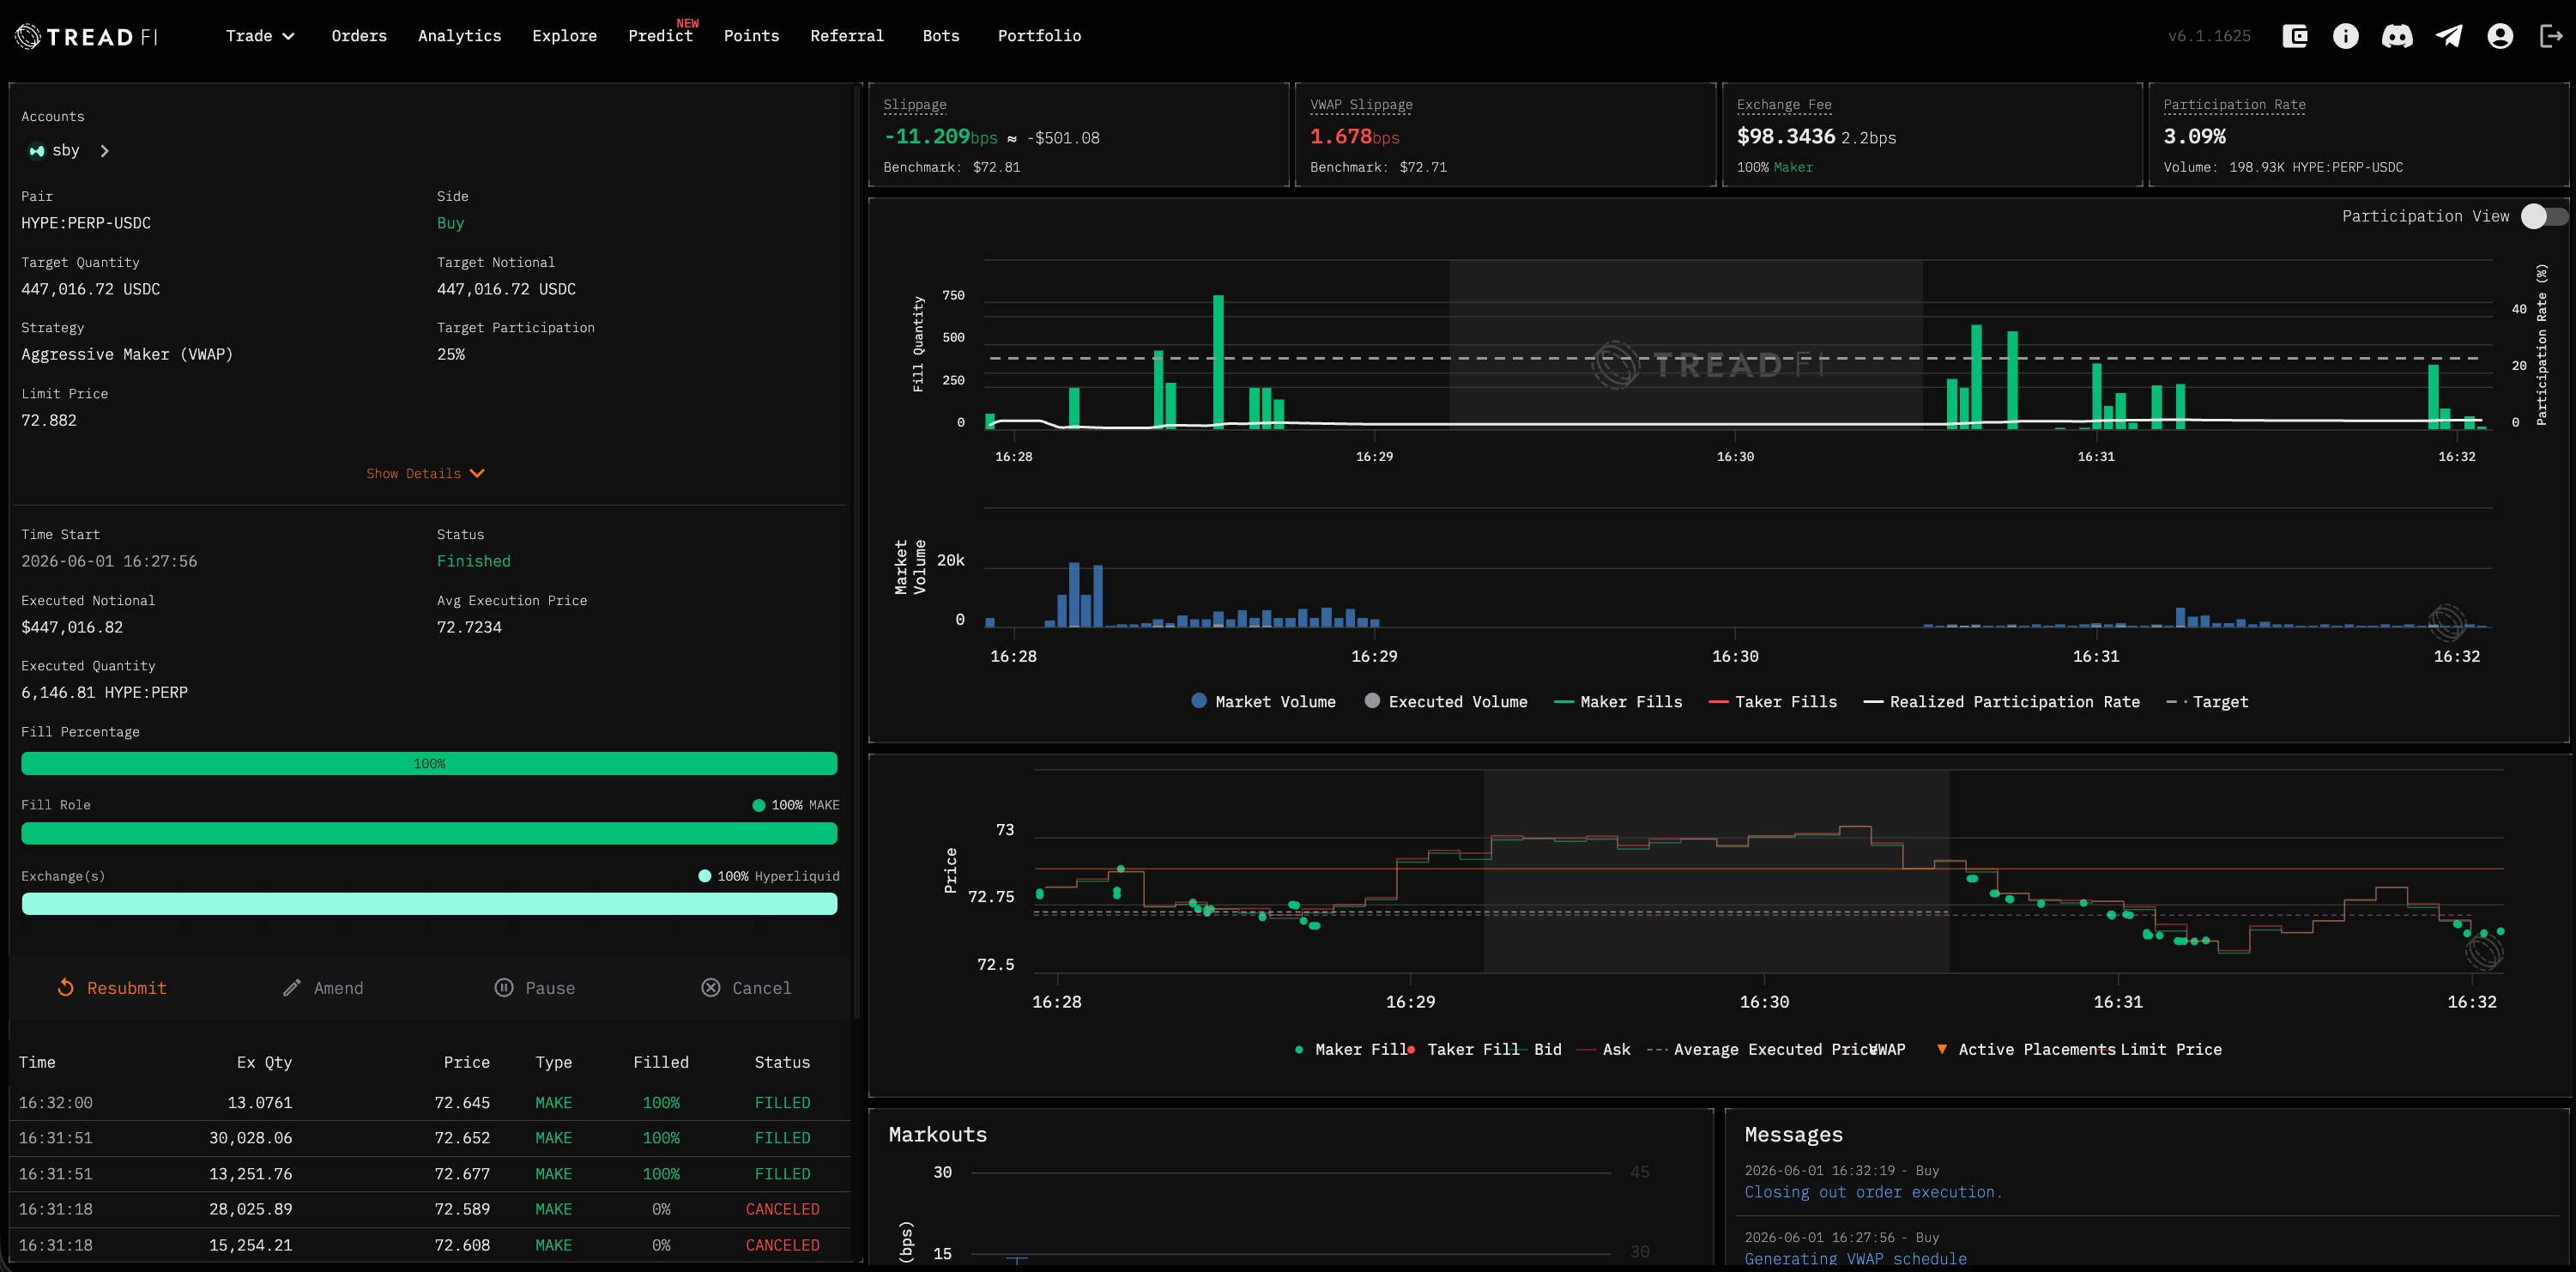 TREAD FI
Trade
Orders
Analytics
Explore
Predict
NEW
Points
Referral
Bots
Portfolio
v6.1.1625
Accounts
sby
Pair
HYPE:PERP-USDC
Side
Buy
Target Quantity
447,016.72 USDC
Target Notional
447,016.72 USDC
Strategy
Aggressive Maker (VWAP)
Target Participation
25%
Limit Price
72.882
Show Details
Time Start
2026-06-01 16:27:56
Status
Finished
Executed Notional
$447,016.82
Avg Execution Price
72.7234
Executed Quantity
6,146.81 HYPE:PERP
Fill Percentage
100%
Fill Role
100% MAKE
Exchange(s)
100% Hyperliquid
Resubmit
Amend
Pause
Cancel
Time Ex Qty Price Type Filled Status
16:32:00 13.0761 72.645 MAKE 100% FILLED
16:31:51 30,028.06 72.652 MAKE 100% FILLED
16:31:51 13,251.76 72.677 MAKE 100% FILLED
16:31:18 28,025.89 72.589 MAKE 0% CANCELED
16:31:18 15,254.21 72.608 MAKE 0% CANCELED
Slippage
-11.209bps ≈ -$501.08
Benchmark: $72.81
VWAP Slippage
1.678bps
Benchmark: $72.71
Exchange Fee
$98.3436 2.2bps
100% Maker
Participation Rate
3.09%
Volume: 198.93K HYPE:PERP-USDC
Participation View
Fill Quantity
750
500
250
0
Participation Rate (%)
40
20
0
TREAD FI
16:28 16:29 16:30 16:31 16:32
Market Volume
20k
0
16:28 16:29 16:30 16:31 16:32
Market Volume Executed Volume Maker Fills Taker Fills Realized Participation Rate Target
Price
73
72.75
72.5
16:28 16:29 16:30 16:31 16:32
Maker Fill Taker Fill Bid Ask Average Executed Price VWAP Active Placements Limit Price
Markouts
30
45
(bps)
15
30
Messages
2026-06-01 16:32:19 - Buy
Closing out order execution.
2026-06-01 16:27:56 - Buy
Generating VWAP schedule